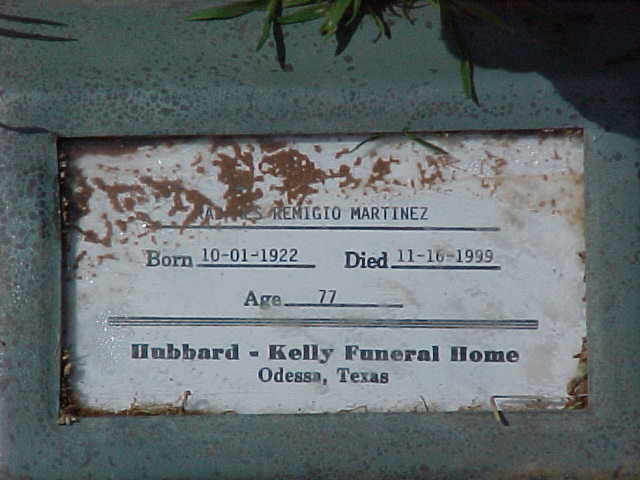 REMIGIO MARTINEZ
Born 10-01-1922 Died 11-16-1999
Age 77
Hubbard - Kelly Funeral Home
Odessa, Texas